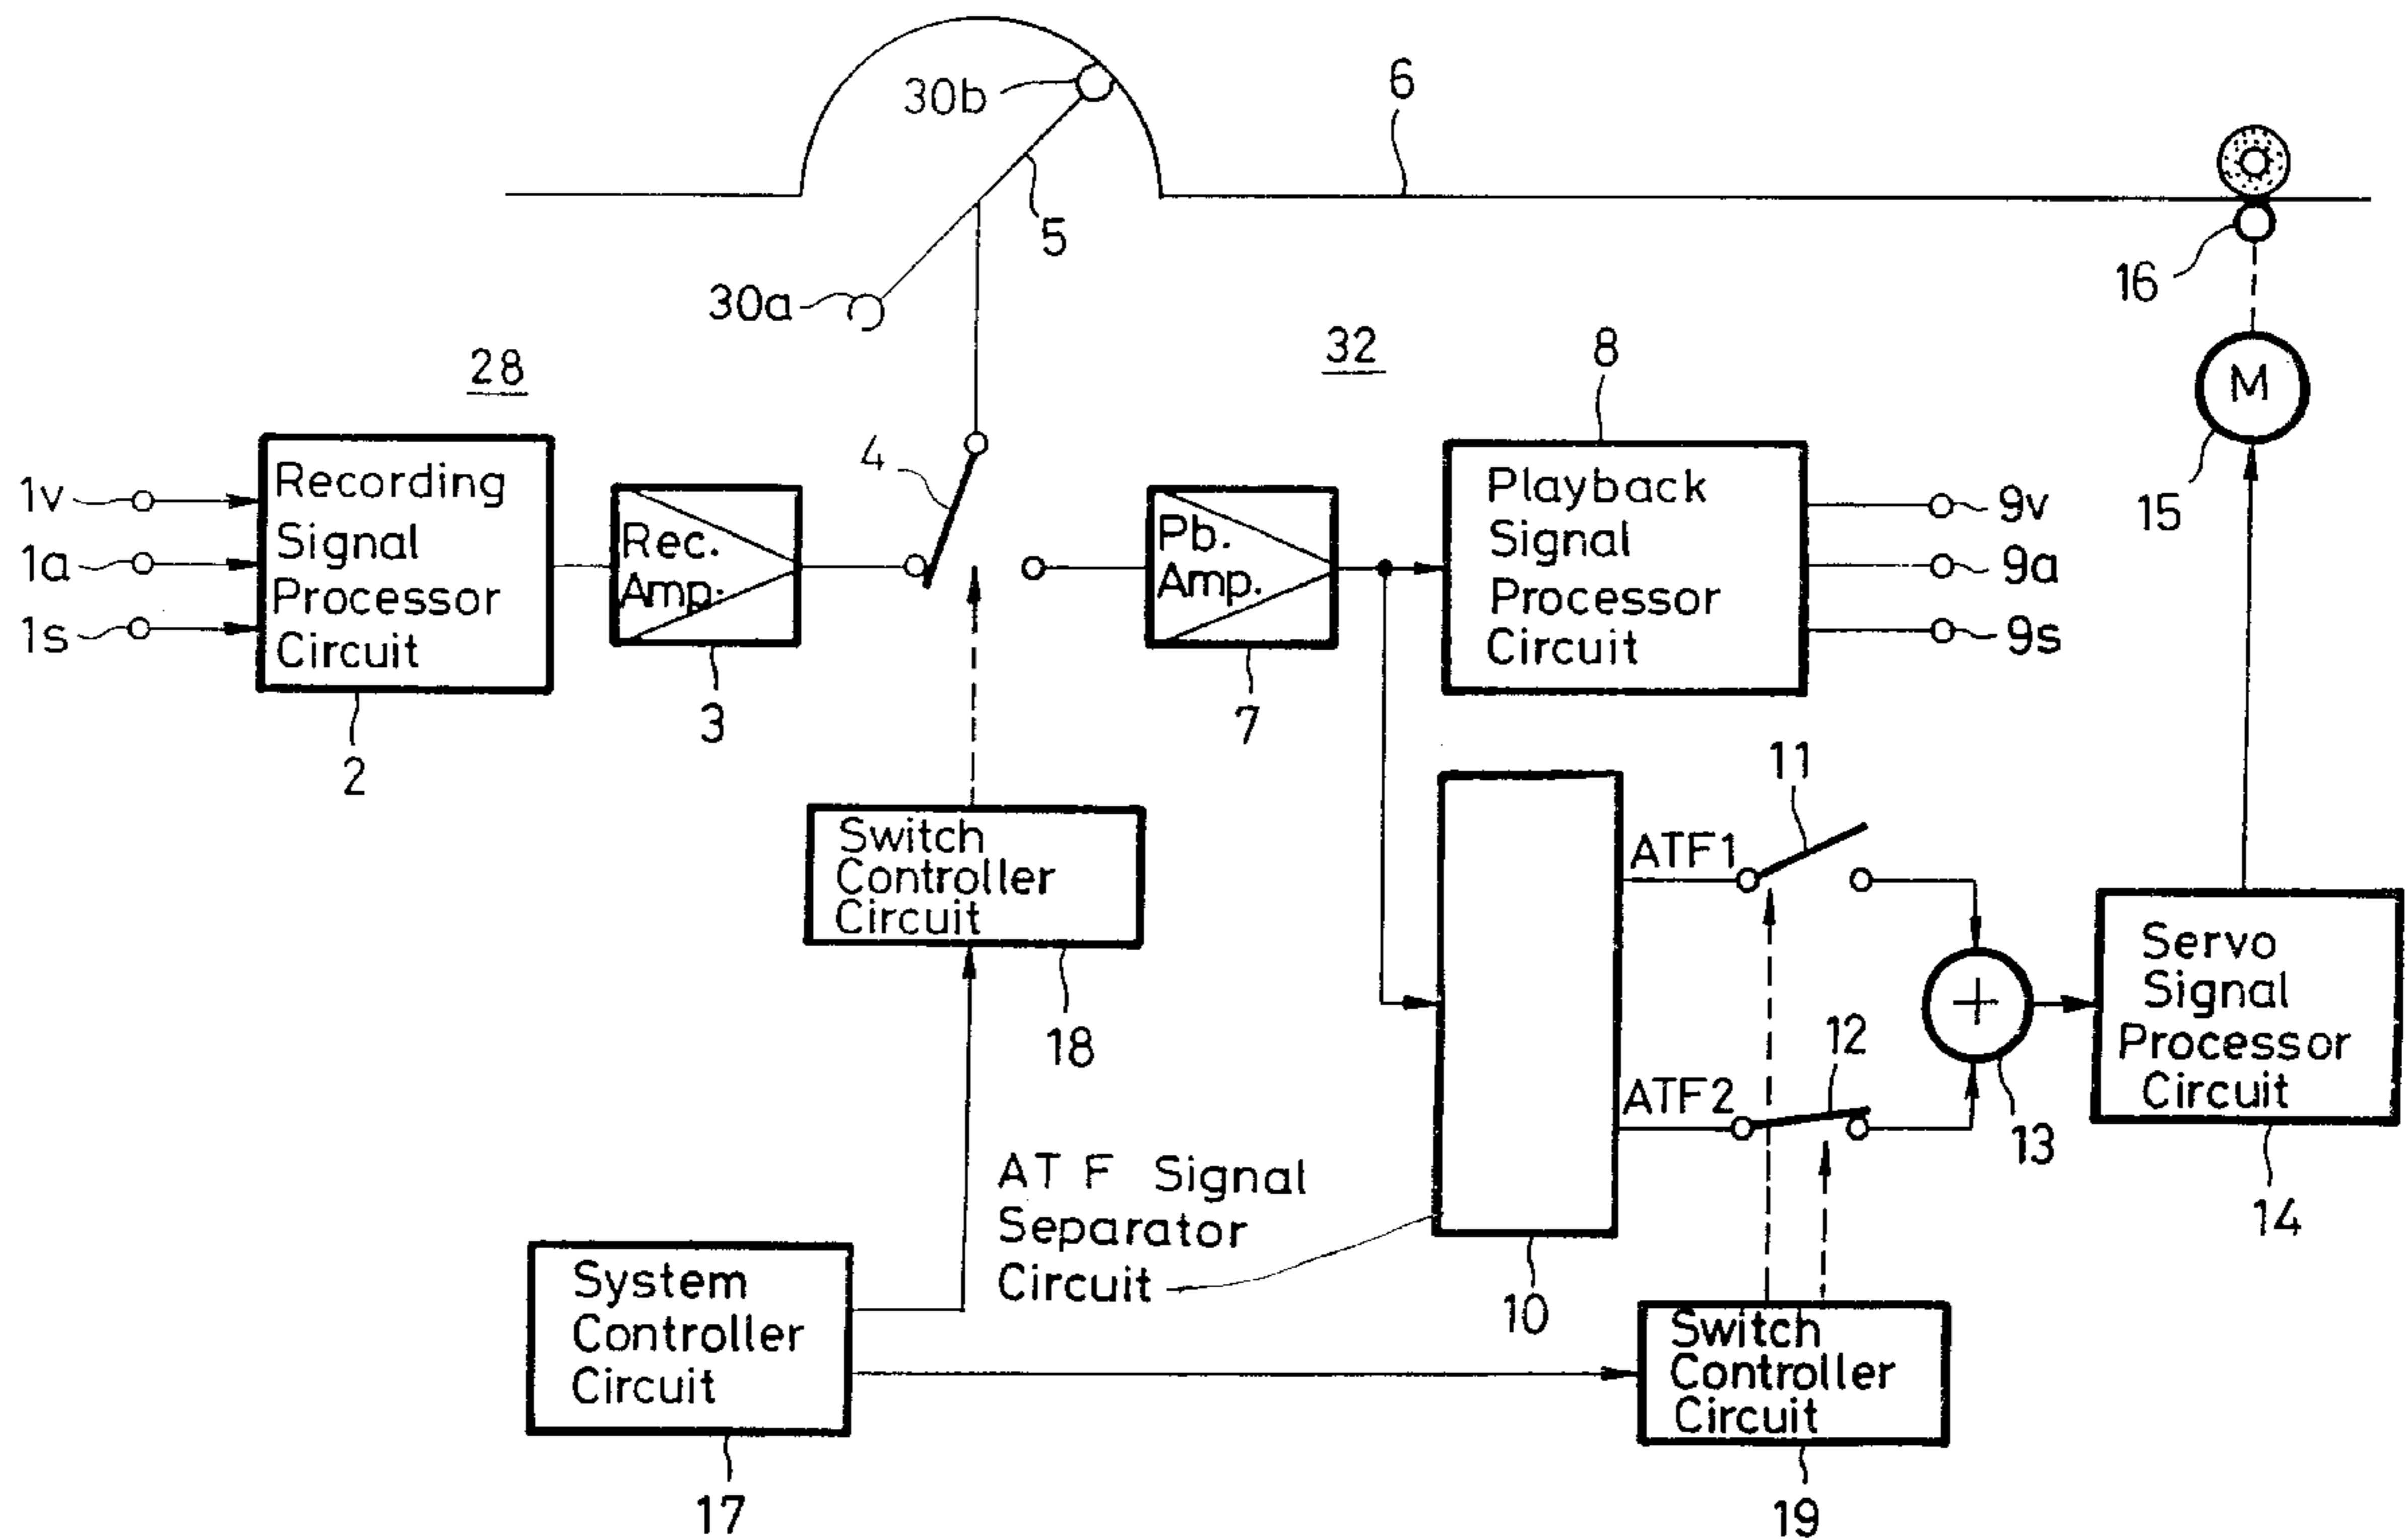 30b
6
5
30a
16
28
32
8
M
4
15
1v
1a
1s
Recording
Signal
Processor
Circuit
Rec.
Amp.
Pb.
Amp.
Playback
Signal
Processor
Circuit
9v
9a
9s
2
3
7
11
Switch
Controller
Circuit
18
ATF1
ATF2
12
+
13
Servo
Signal
Processor
Circuit
14
ATF Signal
Separator
Circuit
10
System
Controller
Circuit
17
Switch
Controller
Circuit
19